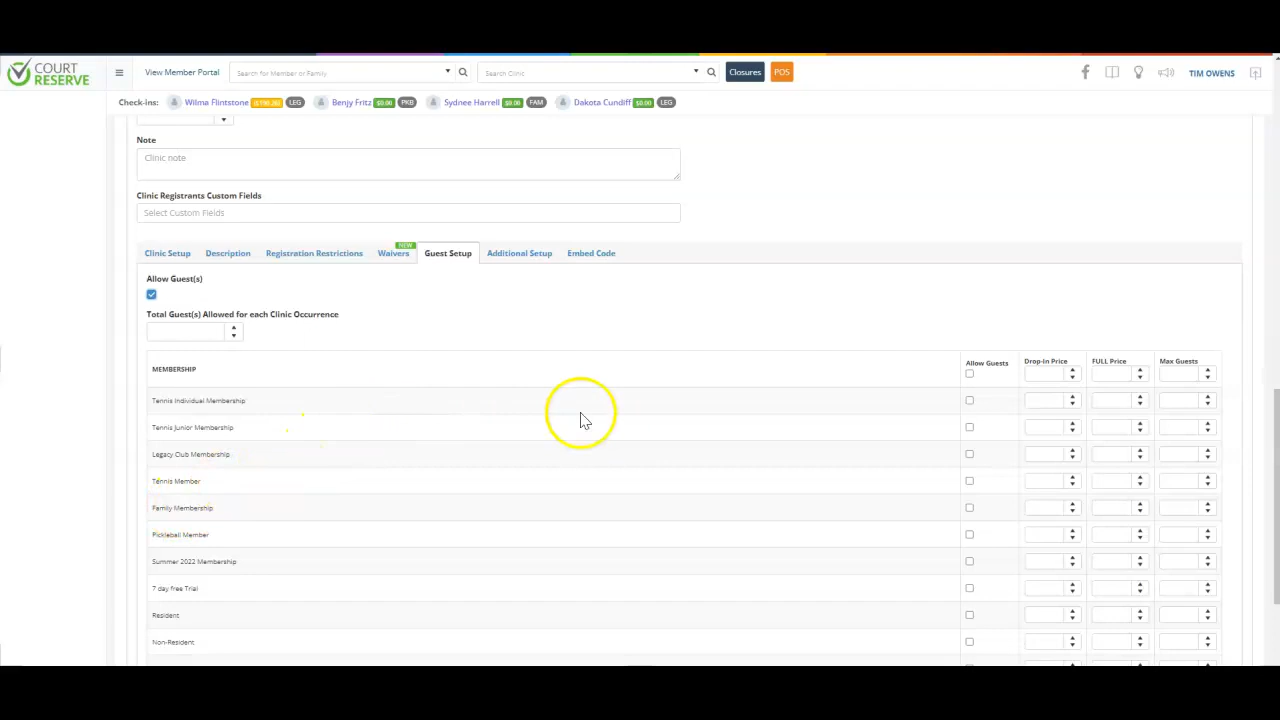 COURT RESERVE
View Member Portal Search for Member or Family Search Clinic Closures POS TIM OWENS
Check-ins: Wilma Flintstone LEG Benjy Fritz $0.00 PKB Sydnee Harrell $0.00 FAM Dakota Cundiff $0.00 LEG
Note
Clinic note
Clinic Registrants Custom Fields
Select Custom Fields
NEW
Clinic Setup Description Registration Restrictions Waivers Guest Setup Additional Setup Embed Code
Allow Guest(s)
Total Guest(s) Allowed for each Clinic Occurrence
MEMBERSHIP Allow Guests Drop-In Price FULL Price Max Guests
Tennis Individual Membership
Tennis Junior Membership
Legacy Club Membership
Tennis Member
Family Membership
Pickleball Member
Summer 2022 Membership
7 day free Trial
Resident
Non-Resident